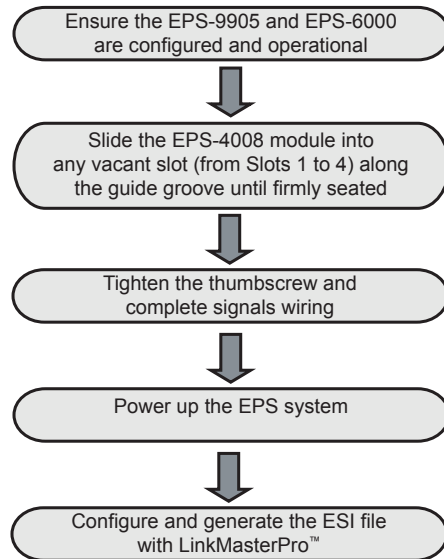 Ensure the EPS-9905 and EPS-6000
are configured and operational
Slide the EPS-4008 module into
any vacant slot (from Slots 1 to 4) along
the guide groove until firmly seated
Tighten the thumbscrew and
complete signals wiring
Power up the EPS system
Configure and generate the ESI file
with LinkMasterPro™